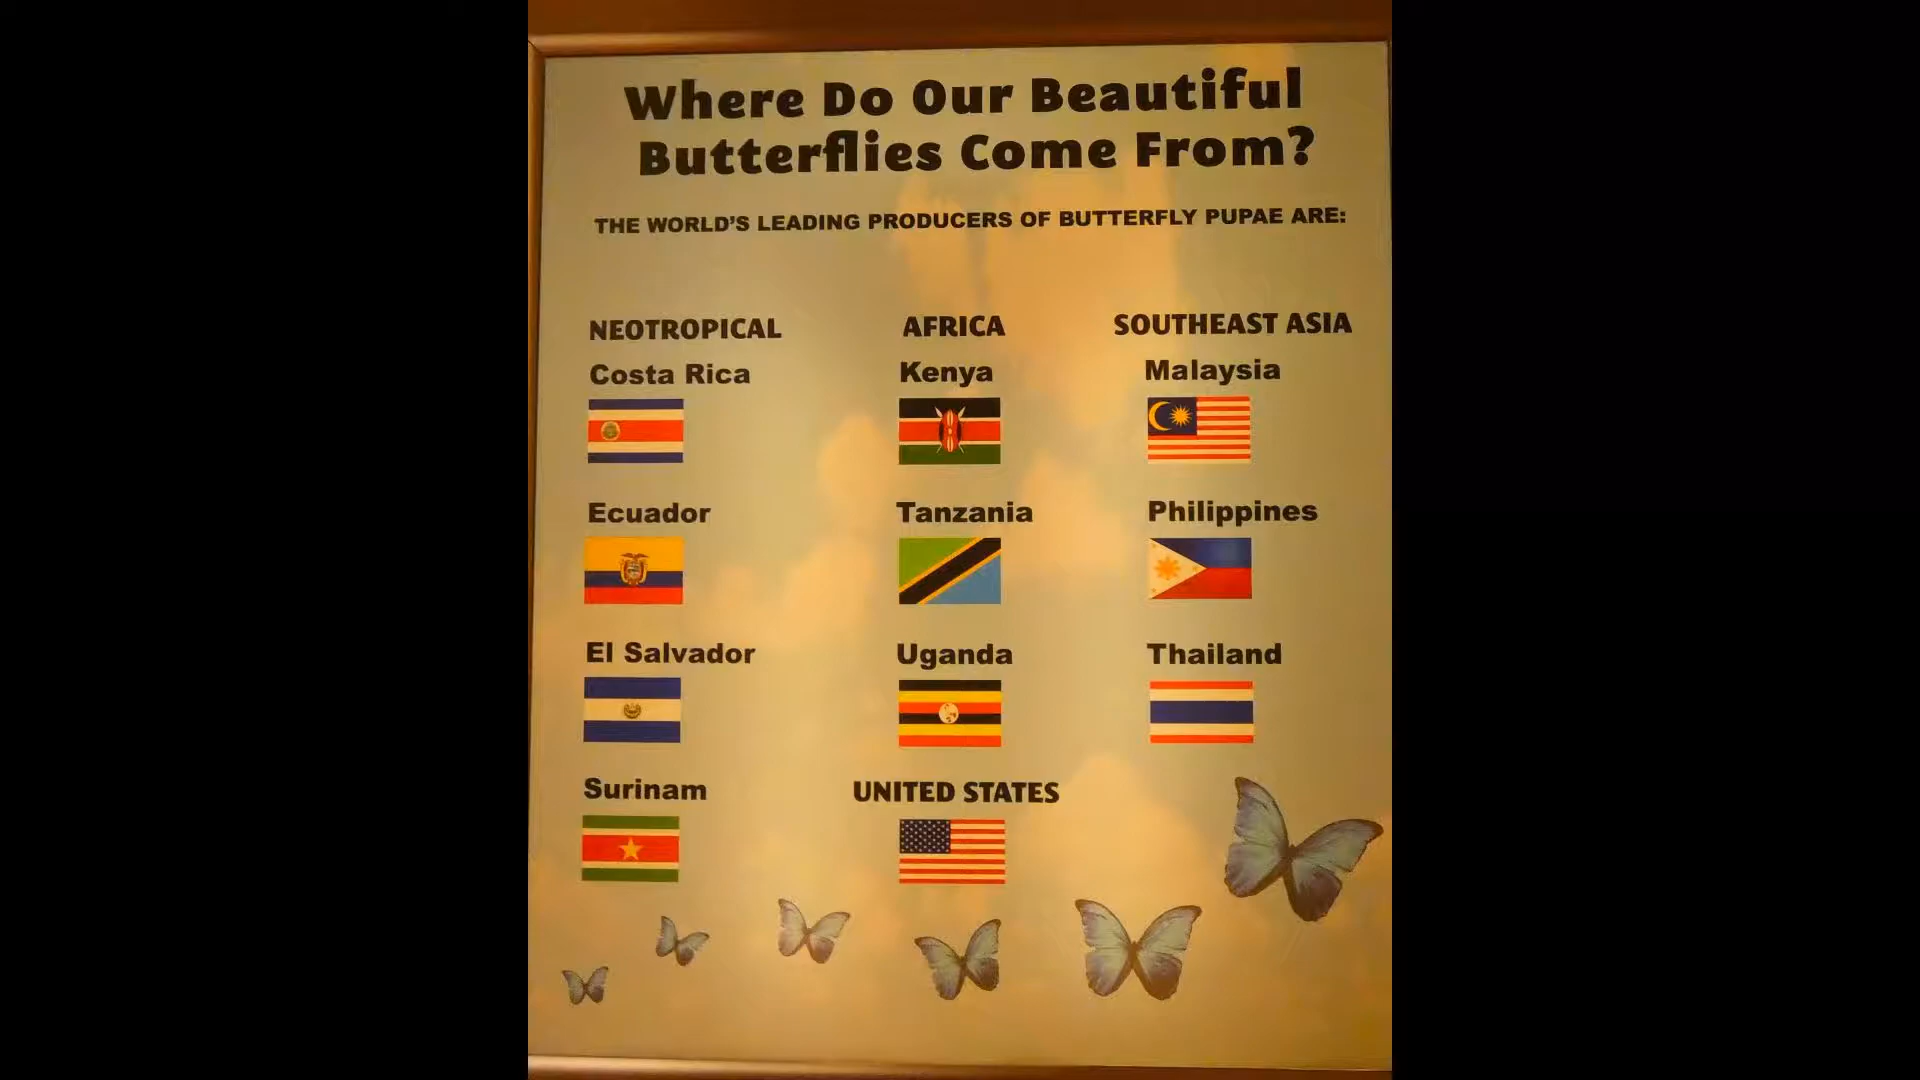 Where Do Our Beautiful
Butterflies Come From?
THE WORLD'S LEADING PRODUCERS OF BUTTERFLY PUPAE ARE:
NEOTROPICAL
Costa Rica
Ecuador
El Salvador
Surinam
AFRICA
Kenya
Tanzania
Uganda
UNITED STATES
SOUTHEAST ASIA
Malaysia
Philippines
Thailand